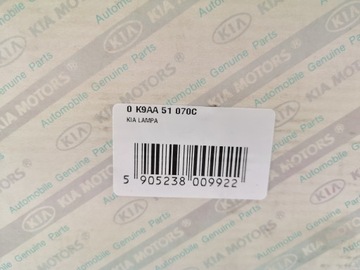 0 K9AA 51 070C
KIA LAMPA
5 905238 009922
KIA MOTORS
Automobile
Genuine Parts